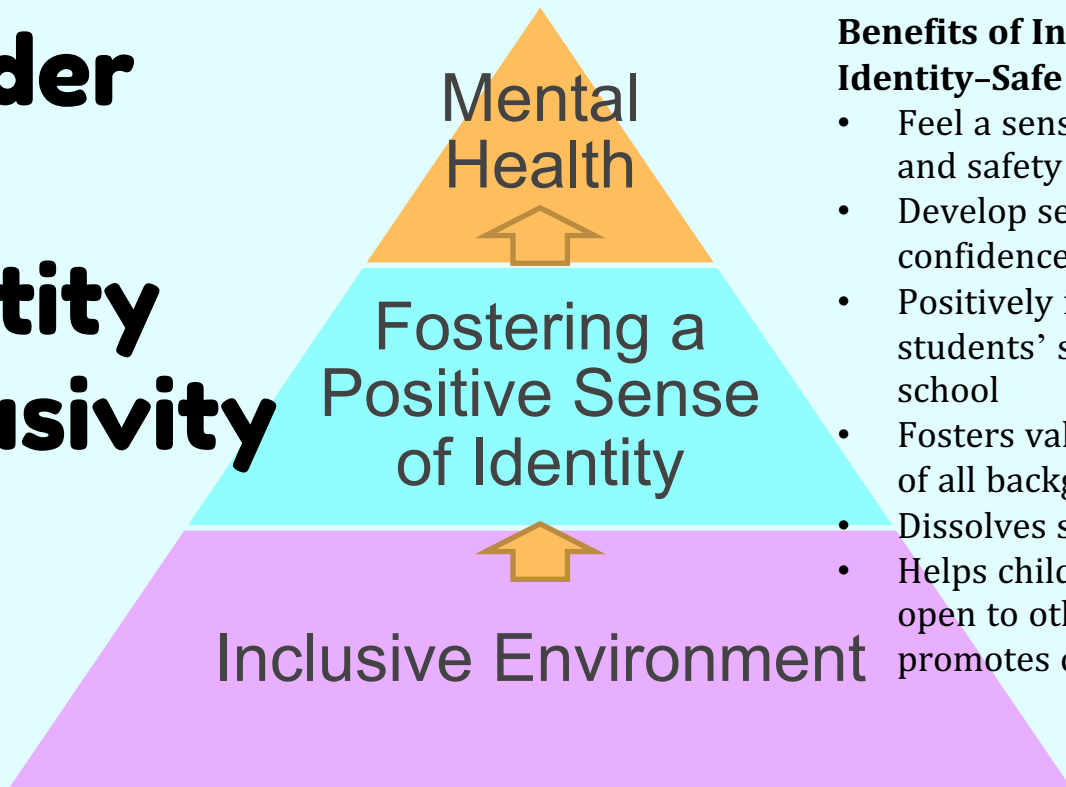 der
tity
usivity
Mental
Health
Fostering a
Positive Sense
of Identity
Inclusive Environment
Benefits of In
Identity–Safe
• Feel a sens
and safety
• Develop se
confidence
• Positively
students’ s
school
• Fosters val
of all backg
• Dissolves s
• Helps child
open to oth
promotes